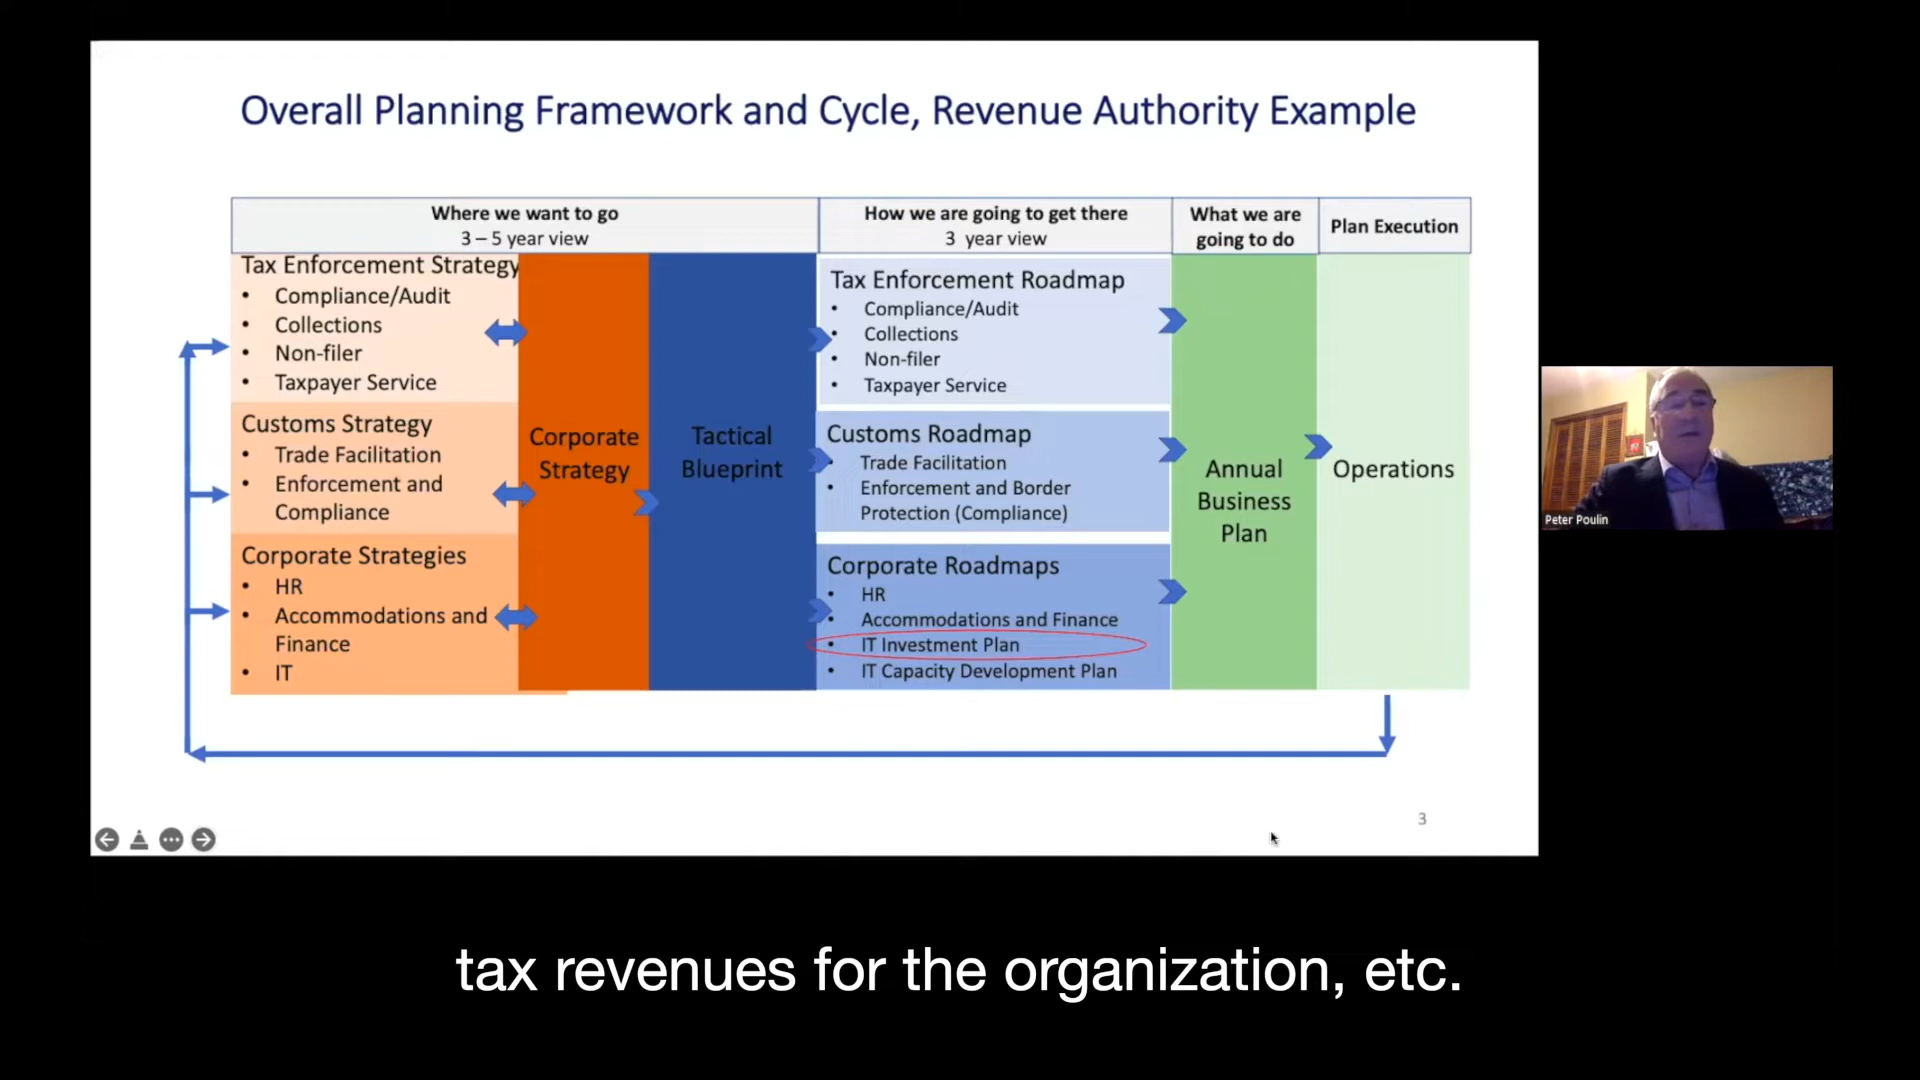 Overall Planning Framework and Cycle, Revenue Authority Example
Where we want to go
3 – 5 year view
How we are going to get there
3 year view
What we are
going to do
Plan Execution
Tax Enforcement Strategy
• Compliance/Audit
• Collections
• Non-filer
• Taxpayer Service
Customs Strategy
• Trade Facilitation
• Enforcement and
Compliance
Corporate Strategies
• HR
• Accommodations and
Finance
• IT
Corporate
Strategy
Tactical
Blueprint
Tax Enforcement Roadmap
• Compliance/Audit
• Collections
• Non-filer
• Taxpayer Service
Customs Roadmap
• Trade Facilitation
• Enforcement and Border
Protection (Compliance)
Corporate Roadmaps
• HR
• Accommodations and Finance
• IT Investment Plan
• IT Capacity Development Plan
Annual
Business
Plan
Operations
3
Peter Poulin
tax revenues for the organization, etc.